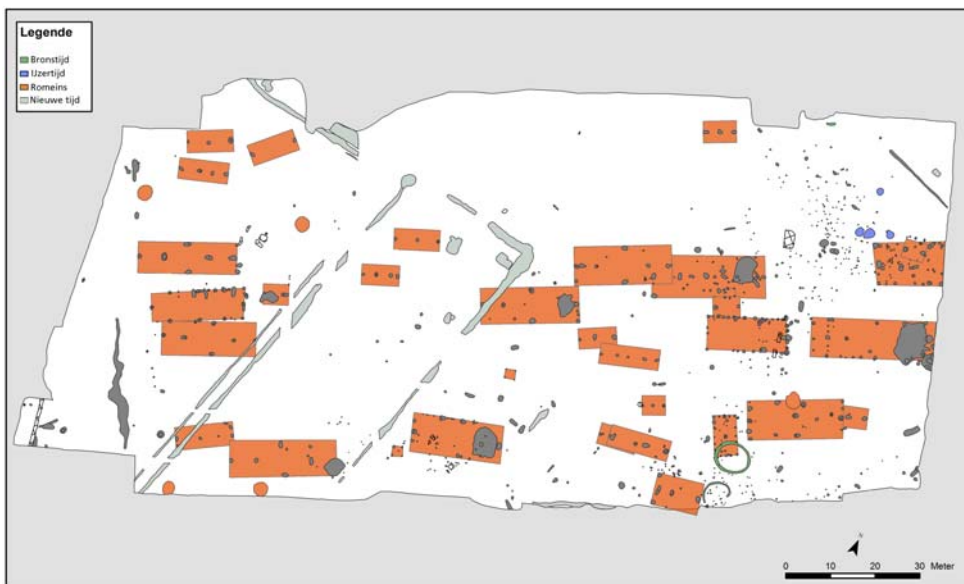 Legende
Bronstijd
IJzertijd
Romeins
Nieuwe tijd
N
0 10 20 30 Meter